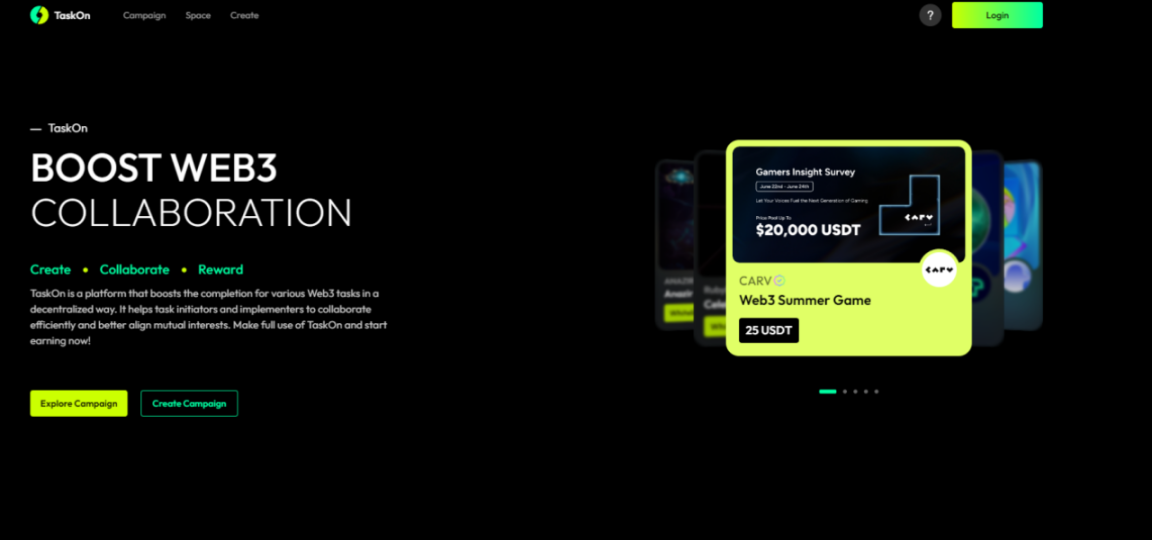 TaskOn
Campaign
Space
Create
?
Login
— TaskOn
BOOST WEB3
COLLABORATION
Create • Collaborate • Reward
TaskOn is a platform that boosts the completion for various Web3 tasks in a
decentralized way. It helps task initiators and implementers to collaborate
efficiently and better align mutual interests. Make full use of TaskOn and start
earning now!
Explore Campaign
Create Campaign
Gamers Insight Survey
June 22nd - June 24th
Let Your Voices Fuel the Next Generation of Gaming
Prize Pool Up To
$20,000 USDT
CARV
CARV
CARV
Web3 Summer Game
25 USDT